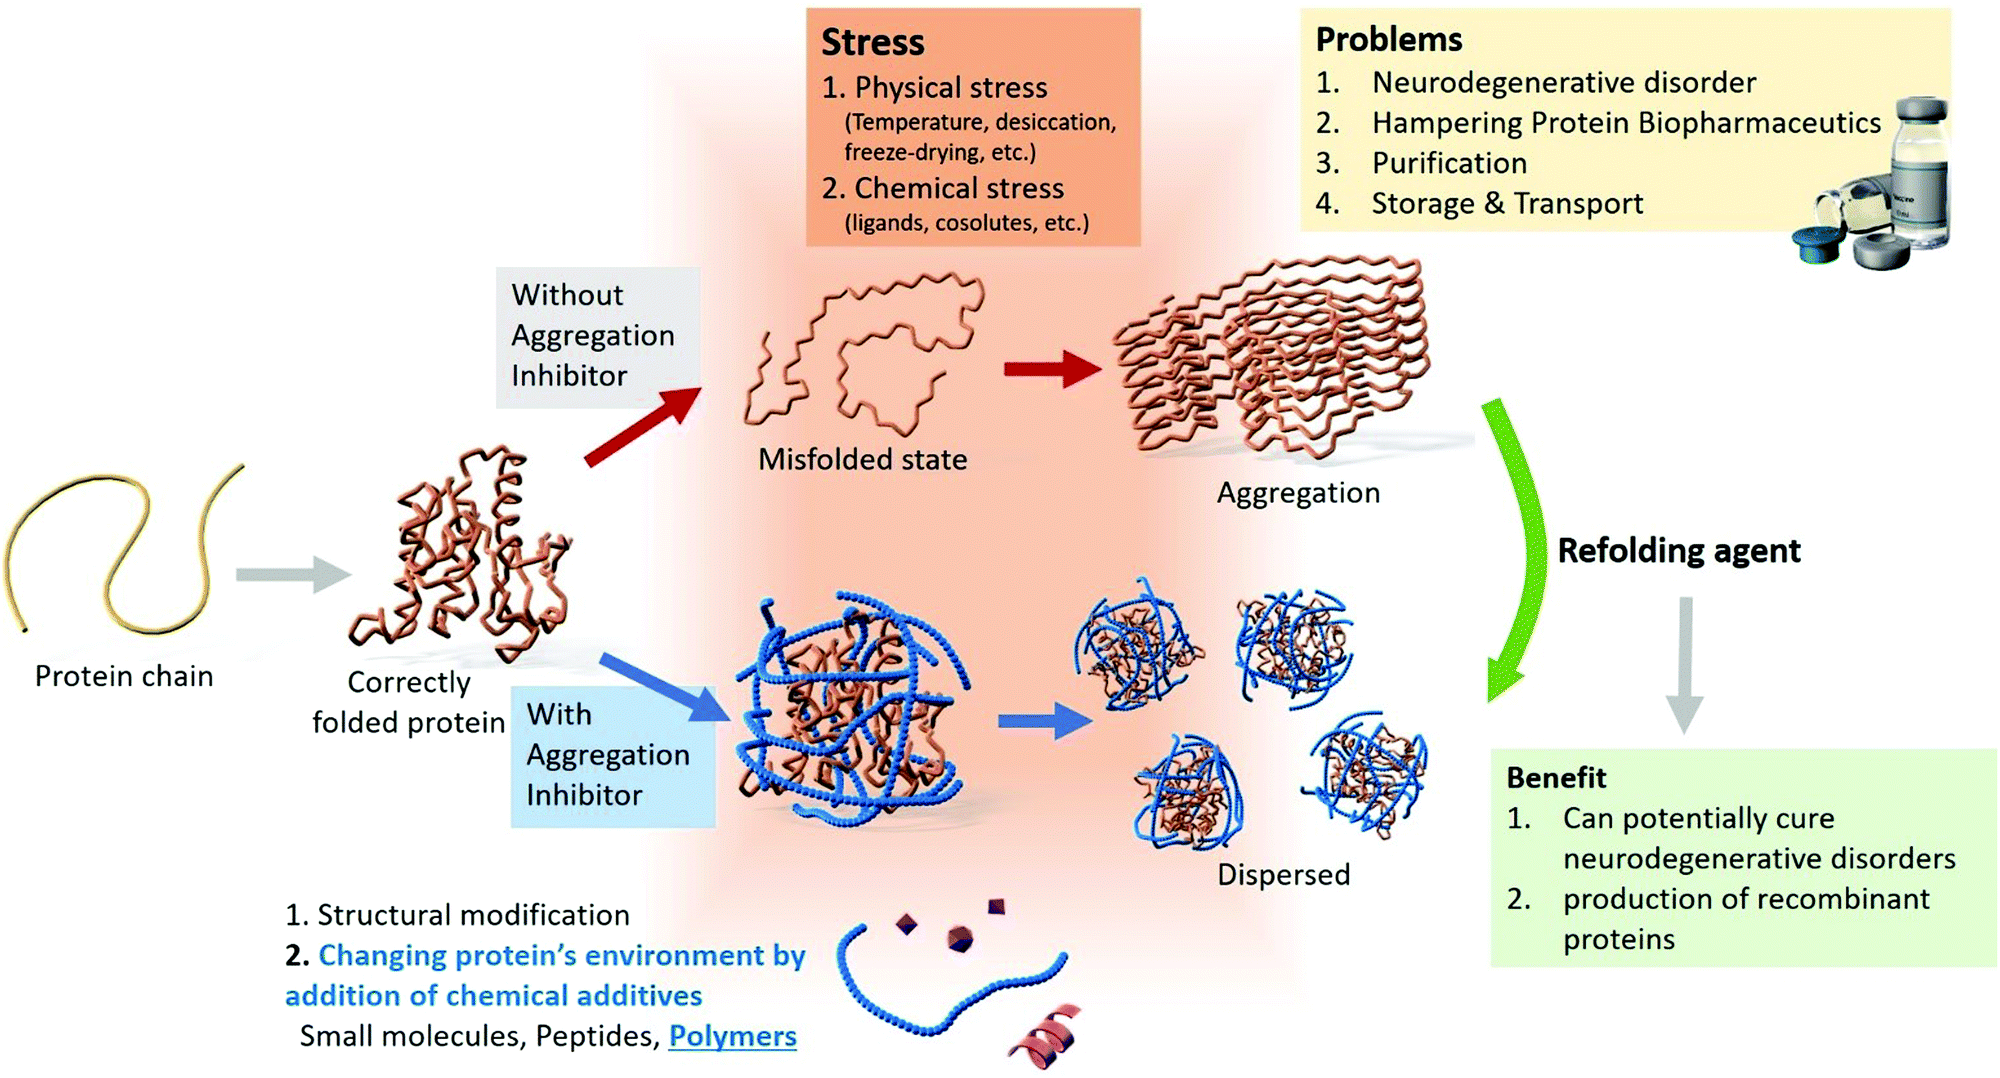 Stress
1. Physical stress
(Temperature, desiccation,
freeze-drying, etc.)
2. Chemical stress
(ligands, cosolutes, etc.)
Problems
1. Neurodegenerative disorder
2. Hampering Protein Biopharmaceutics
3. Purification
4. Storage & Transport
Without
Aggregation
Inhibitor
Misfolded state
Aggregation
Refolding agent
Protein chain
Correctly
folded protein
With
Aggregation
Inhibitor
Dispersed
Benefit
1. Can potentially cure
neurodegenerative disorders
2. production of recombinant
proteins
1. Structural modification
2. Changing protein’s environment by
addition of chemical additives
Small molecules, Peptides, Polymers